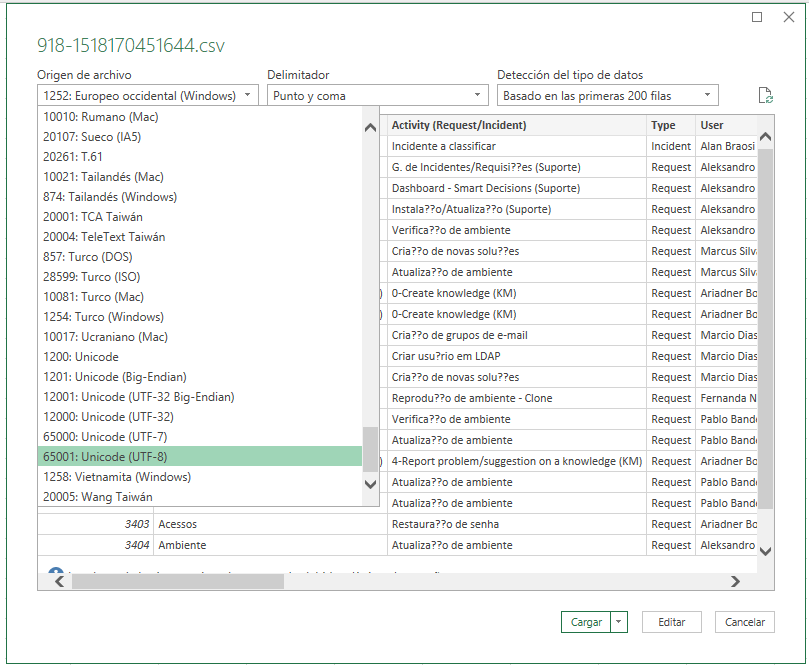 918-1518170451644.csv
Origen de archivo
Delimitador
Detección del tipo de datos
1252: Europeo occidental (Windows)
Punto y coma
Basado en las primeras 200 filas
10010: Rumano (Mac)
20107: Sueco (IA5)
20261: T.61
10021: Tailandés (Mac)
874: Tailandés (Windows)
20001: TCA Taiwán
20004: TeleText Taiwán
857: Turco (DOS)
28599: Turco (ISO)
10081: Turco (Mac)
1254: Turco (Windows)
10017: Ucraniano (Mac)
1200: Unicode
1201: Unicode (Big-Endian)
12001: Unicode (UTF-32 Big-Endian)
12000: Unicode (UTF-32)
65000: Unicode (UTF-7)
65001: Unicode (UTF-8)
1258: Vietnamita (Windows)
20005: Wang Taiwán
Activity (Request/Incident) Type User
Incidente a classificar Incident Alan Braosi
G. de Incidentes/Requisi??es (Suporte) Request Aleksandro
Dashboard - Smart Decisions (Suporte) Request Aleksandro
Instala??o/Atualiza??o (Suporte) Request Aleksandro
Verifica??o de ambiente Request Aleksandro
Cria??o de novas solu??es Request Marcus Silv
Atualiza??o de ambiente Request Marcus Silv
) 0-Create knowledge (KM) Request Ariadner Bo
) 0-Create knowledge (KM) Request Ariadner Bo
Cria??o de grupos de e-mail Request Marcio Dias
Criar usu?rio em LDAP Request Marcio Dias
Cria??o de novas solu??es Request Marcio Dias
Reprodu??o de ambiente - Clone Request Fernanda N
Verifica??o de ambiente Request Pablo Band
Atualiza??o de ambiente Request Pablo Band
) 4-Report problem/suggestion on a knowledge (KM) Request Ariadner Bo
Atualiza??o de ambiente Request Pablo Band
Atualiza??o de ambiente Request Pablo Band
3403 Acessos Restaura??o de senha Request Ariadner Bo
3404 Ambiente Atualiza??o de ambiente Request Aleksandro
Cargar
Editar
Cancelar